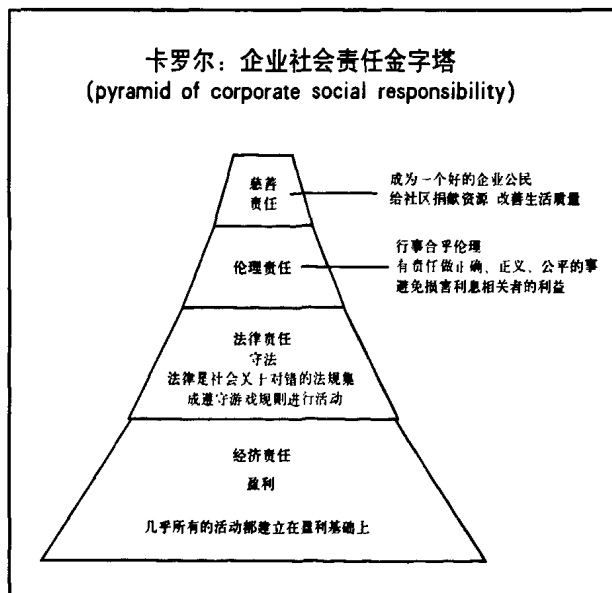 卡罗尔：企业社会责任金字塔
(pyramid of corporate social responsibility)
慈善
责任
成为一个好的企业公民
给社区捐献资源 改善生活质量
伦理责任
行事合乎伦理
有责任做正确、正义、公平的事
避免损害利息相关者的利益
法律责任
守法
法律是社会关于对错的法规集
成遵守游戏规则进行活动
经济责任
盈利
几乎所有的活动都建立在盈利基础上